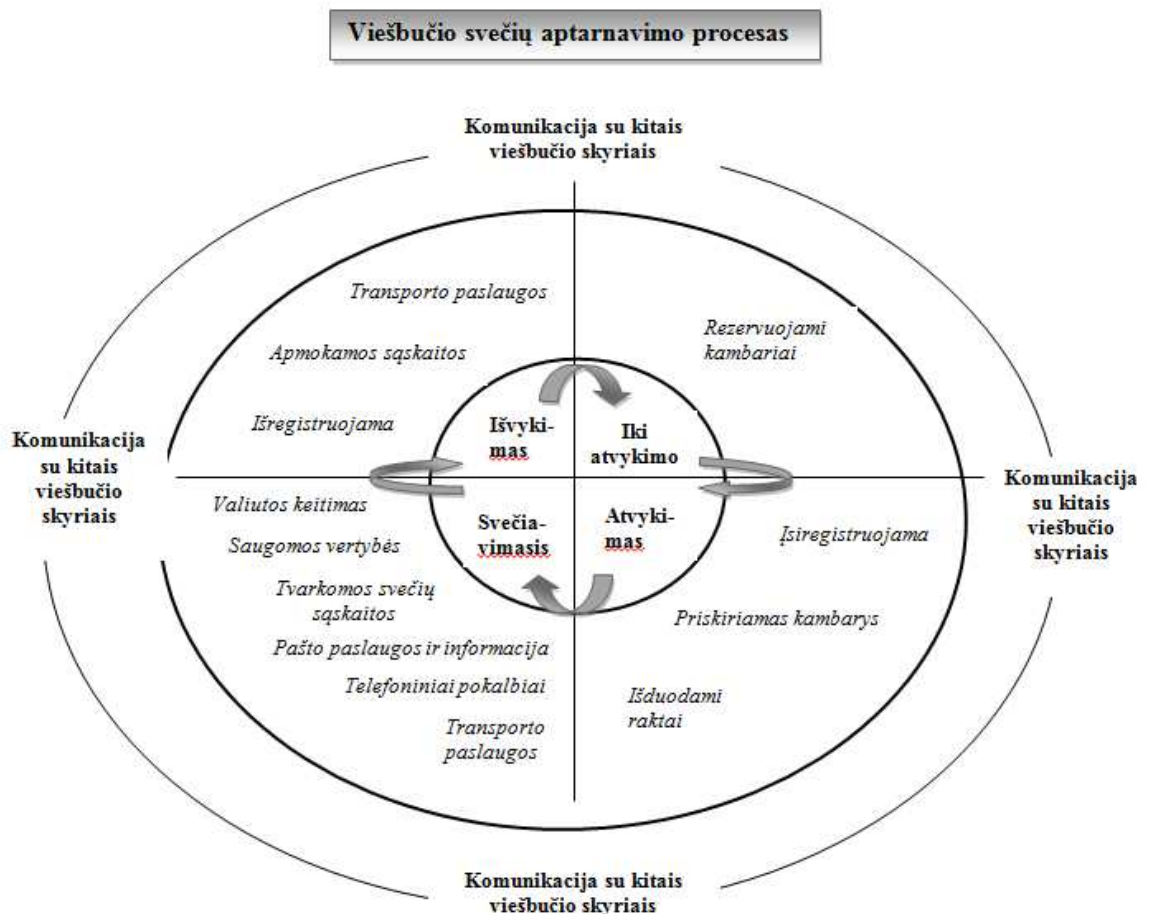 Viešbučio svečių aptarnavimo procesas
Komunikacija su kitais
viešbučio skyriais
Transporto paslaugos
Rezervuojami
kambariai
Apmokamos sąskaitos
Išregistruojama
Išvyki-
mas
Iki
atvykimo
Komunikacija
su kitais
viešbučio
skyriais
Komunikacija
su kitais
viešbučio
skyriais
Valiutos keitimas
Saugomos vertybės
Tvarkomos svečių
sąskaitos
Pašto paslaugos ir informacija
Telefoniniai pokalbiai
Transporto
paslaugos
Svečia-
vimasis
Atvyki-
mas
Įsiregistruojama
Priskiriamas kambarys
Išduodami
raktai
Komunikacija su kitais
viešbučio skyriais